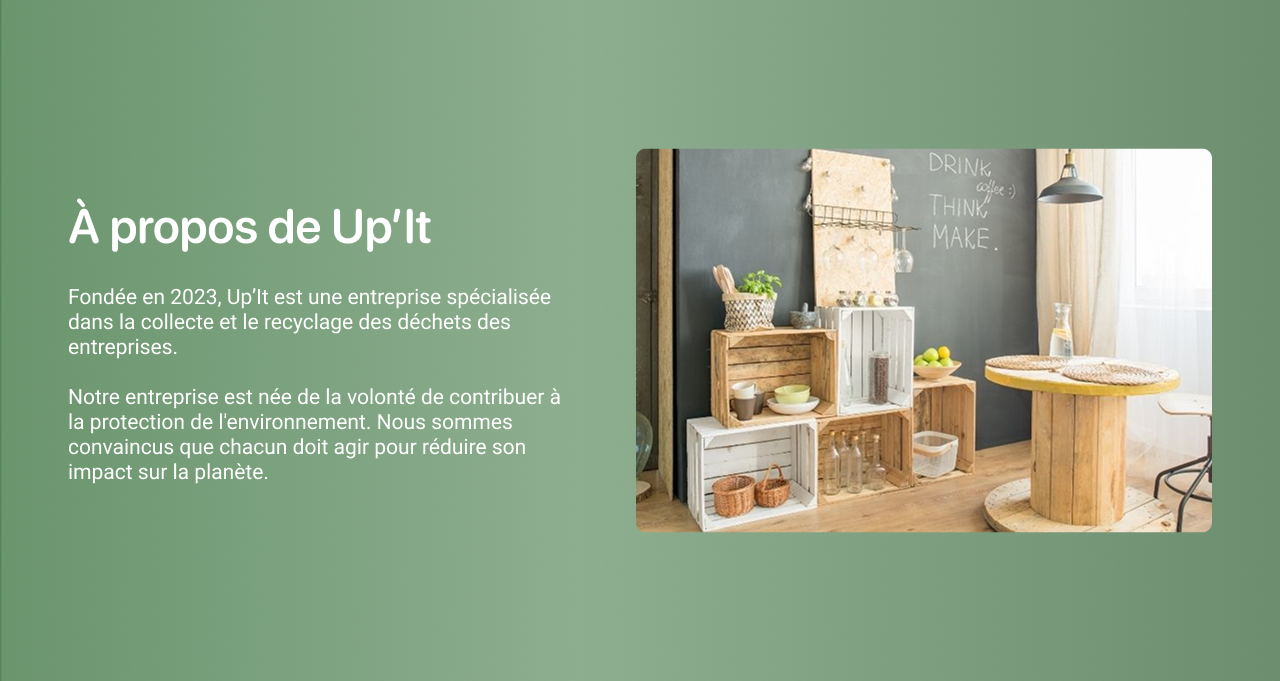 À propos de Up’It
Fondée en 2023, Up’It est une entreprise spécialisée
dans la collecte et le recyclage des déchets des
entreprises.
Notre entreprise est née de la volonté de contribuer à
la protection de l'environnement. Nous sommes
convaincus que chacun doit agir pour réduire son
impact sur la planète.
DRINK
coffee :)
THINK
MAKE.